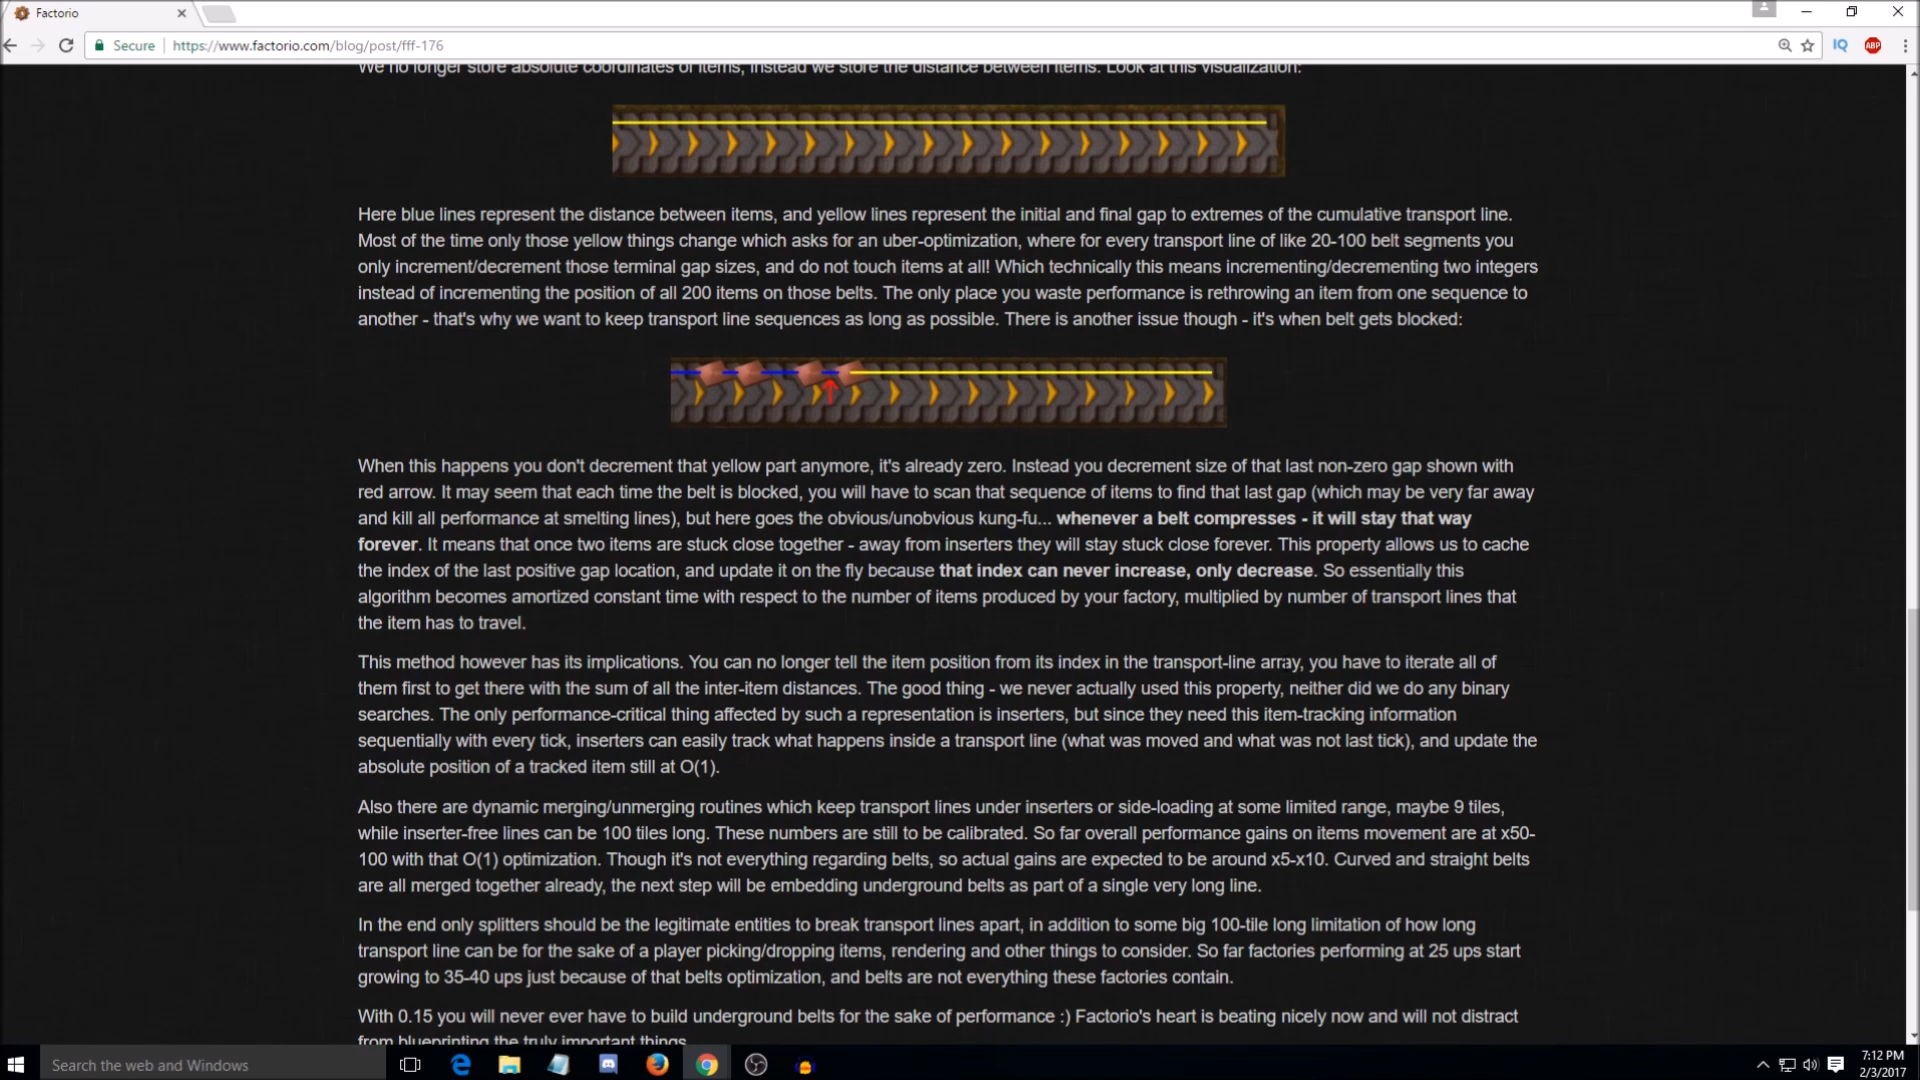 Factorio
Secure
https://www.factorio.com/blog/post/fff-176
IQ
ABP
We no longer store absolute coordinates of items, instead we store the distance between items. Look at this visualization:
Here blue lines represent the distance between items, and yellow lines represent the initial and final gap to extremes of the cumulative transport line.
Most of the time only those yellow things change which asks for an uber-optimization, where for every transport line of like 20-100 belt segments you
only increment/decrement those terminal gap sizes, and do not touch items at all! Which technically this means incrementing/decrementing two integers
instead of incrementing the position of all 200 items on those belts. The only place you waste performance is rethrowing an item from one sequence to
another - that's why we want to keep transport line sequences as long as possible. There is another issue though - it's when belt gets blocked:
When this happens you don't decrement that yellow part anymore, it's already zero. Instead you decrement size of that last non-zero gap shown with
red arrow. It may seem that each time the belt is blocked, you will have to scan that sequence of items to find that last gap (which may be very far away
and kill all performance at smelting lines), but here goes the obvious/unobvious kung-fu... whenever a belt compresses - it will stay that way
forever. It means that once two items are stuck close together - away from inserters they will stay stuck close forever. This property allows us to cache
the index of the last positive gap location, and update it on the fly because that index can never increase, only decrease. So essentially this
algorithm becomes amortized constant time with respect to the number of items produced by your factory, multiplied by number of transport lines that
the item has to travel.
This method however has its implications. You can no longer tell the item position from its index in the transport-line array, you have to iterate all of
them first to get there with the sum of all the inter-item distances. The good thing - we never actually used this property, neither did we do any binary
searches. The only performance-critical thing affected by such a representation is inserters, but since they need this item-tracking information
sequentially with every tick, inserters can easily track what happens inside a transport line (what was moved and what was not last tick), and update the
absolute position of a tracked item still at O(1).
Also there are dynamic merging/unmerging routines which keep transport lines under inserters or side-loading at some limited range, maybe 9 tiles,
while inserter-free lines can be 100 tiles long. These numbers are still to be calibrated. So far overall performance gains on items movement are at x50-
100 with that O(1) optimization. Though it's not everything regarding belts, so actual gains are expected to be around x5-x10. Curved and straight belts
are all merged together already, the next step will be embedding underground belts as part of a single very long line.
In the end only splitters should be the legitimate entities to break transport lines apart, in addition to some big 100-tile long limitation of how long
transport line can be for the sake of a player picking/dropping items, rendering and other things to consider. So far factories performing at 25 ups start
growing to 35-40 ups just because of that belts optimization, and belts are not everything these factories contain.
With 0.15 you will never ever have to build underground belts for the sake of performance :) Factorio's heart is beating nicely now and will not distract
from blueprinting the truly important things.
Search the web and Windows
7:12 PM
2/3/2017